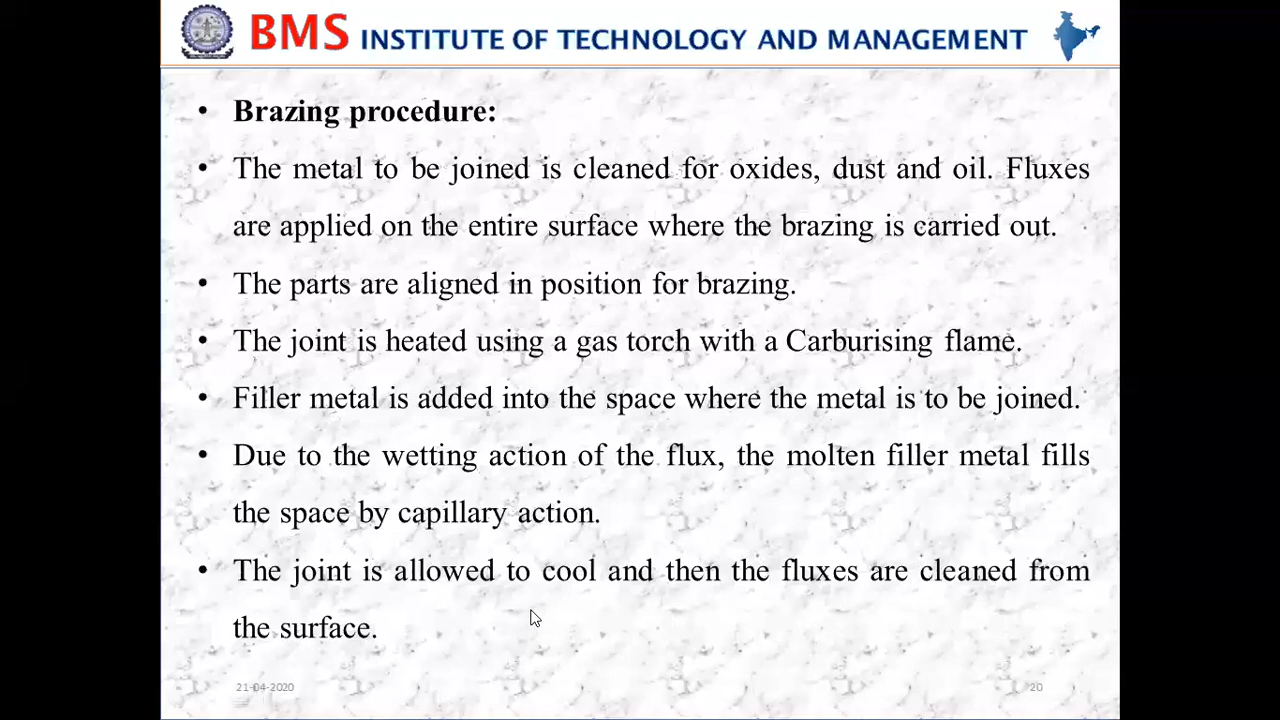 BMS INSTITUTE OF TECHNOLOGY AND MANAGEMENT
• Brazing procedure:
• The metal to be joined is cleaned for oxides, dust and oil. Fluxes
are applied on the entire surface where the brazing is carried out.
• The parts are aligned in position for brazing.
• The joint is heated using a gas torch with a Carburising flame.
• Filler metal is added into the space where the metal is to be joined.
• Due to the wetting action of the flux, the molten filler metal fills
the space by capillary action.
• The joint is allowed to cool and then the fluxes are cleaned from
the surface.
21-04-2020 20